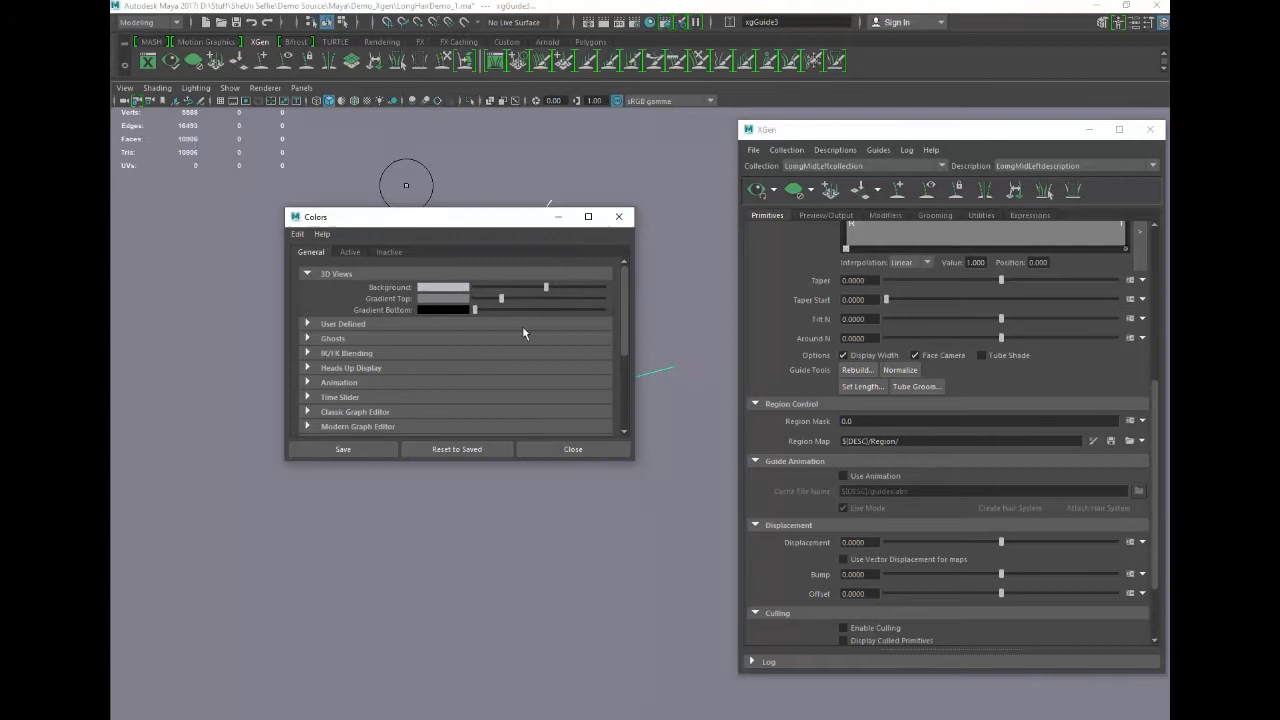 Autodesk Maya 2017: D:\Stuff\SheUn Selfie\Demo Source\Maya\Demo_Xgen\LongHairDemo_1.ma* --- xgGuide3...
Modeling
No Live Surface
xgGuide3
Sign In
MASH Motion Graphics XGen Bifrost TURTLE Rendering FX FX Caching Custom Arnold Polygons
View Shading Lighting Show Renderer Panels
0.00 1.00 sRGB gamma
Verts: 5588 0 0
Edges: 16493 0 0
Faces: 10906 0 0
Tris: 10906 0 0
UVs: 0 0 0
Colors
Edit Help
General Active Inactive
3D Views
Background:
Gradient Top:
Gradient Bottom:
User Defined
Ghosts
IK/FK Blending
Heads Up Display
Animation
Time Slider
Classic Graph Editor
Modern Graph Editor
Save Reset to Saved Close
XGen
File Collection Descriptions Guides Log Help
Collection LomgMidLeftcollection Description LomgMidLeftdescription
Primitives Preview/Output Modifiers Grooming Utilities Expressions
R T
>
Interpolation: Linear Value: 1.000 Position: 0.000
Taper 0.0000
Taper Start 0.0000
Tilt N 0.0000
Around N 0.0000
Options Display Width Face Camera Tube Shade
Guide Tools Rebuild... Normalize
Set Length... Tube Groom...
Region Control
Region Mask 0.0
Region Map ${DESC}/Region/
Guide Animation
Use Animation
Cache File Name ${DESC}/guides.abc
Live Mode Create Hair System Attach Hair System
Displacement
Displacement 0.0000
Use Vector Displacement for maps
Bump 0.0000
Offset 0.0000
Culling
Enable Culling
Display Culled Primitives
Log